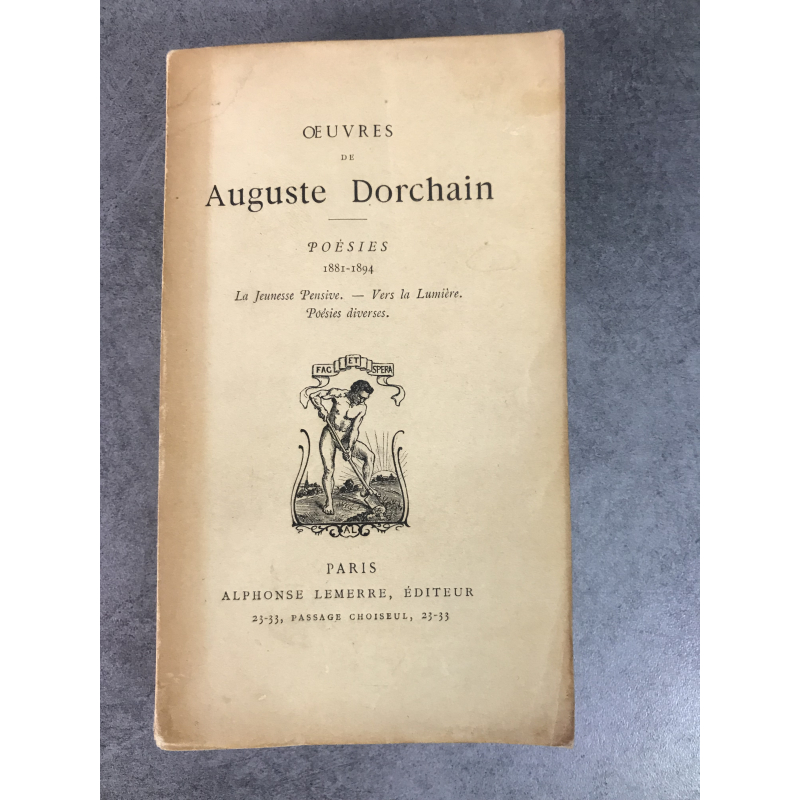 ŒUVRES
DE
Auguste Dorchain
POÉSIES
1881-1894
La Jeunesse Pensive. — Vers la Lumière.
Poésies diverses.
FAC ET SPERA
AL
PARIS
ALPHONSE LEMERRE, ÉDITEUR
23-33, PASSAGE CHOISEUL, 23-33